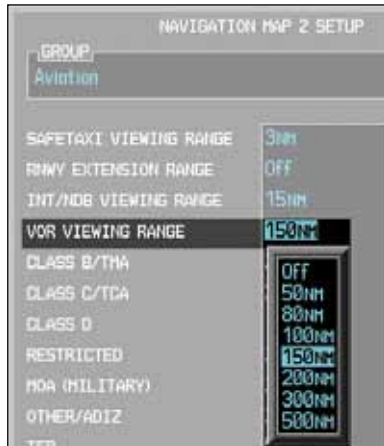 NAVIGATION MAP 2 SETUP
GROUP
Aviation
SAFETAXI VIEWING RANGE 3NM
RNWY EXTENSION RANGE Off
INT/NDB VIEWING RANGE 15NM
VOR VIEWING RANGE 150NM
CLASS B/TMA
CLASS C/TCA
CLASS D
RESTRICTED
MOA (MILITARY)
OTHER/ADIZ
TFR
Off
50NM
80NM
100NM
150NM
200NM
300NM
500NM